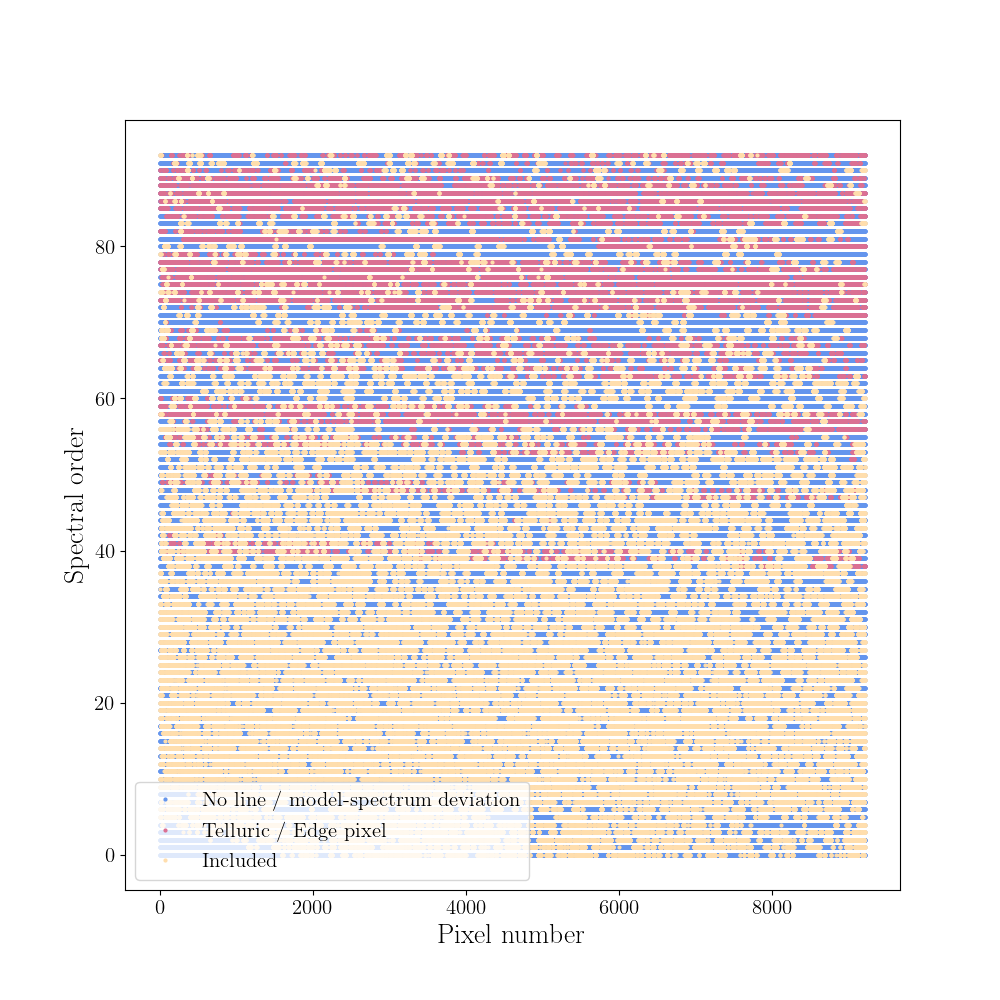 80
60
40
20
0
Spectral order
No line / model-spectrum deviation
Telluric / Edge pixel
Included
0 2000 4000 6000 8000
Pixel number